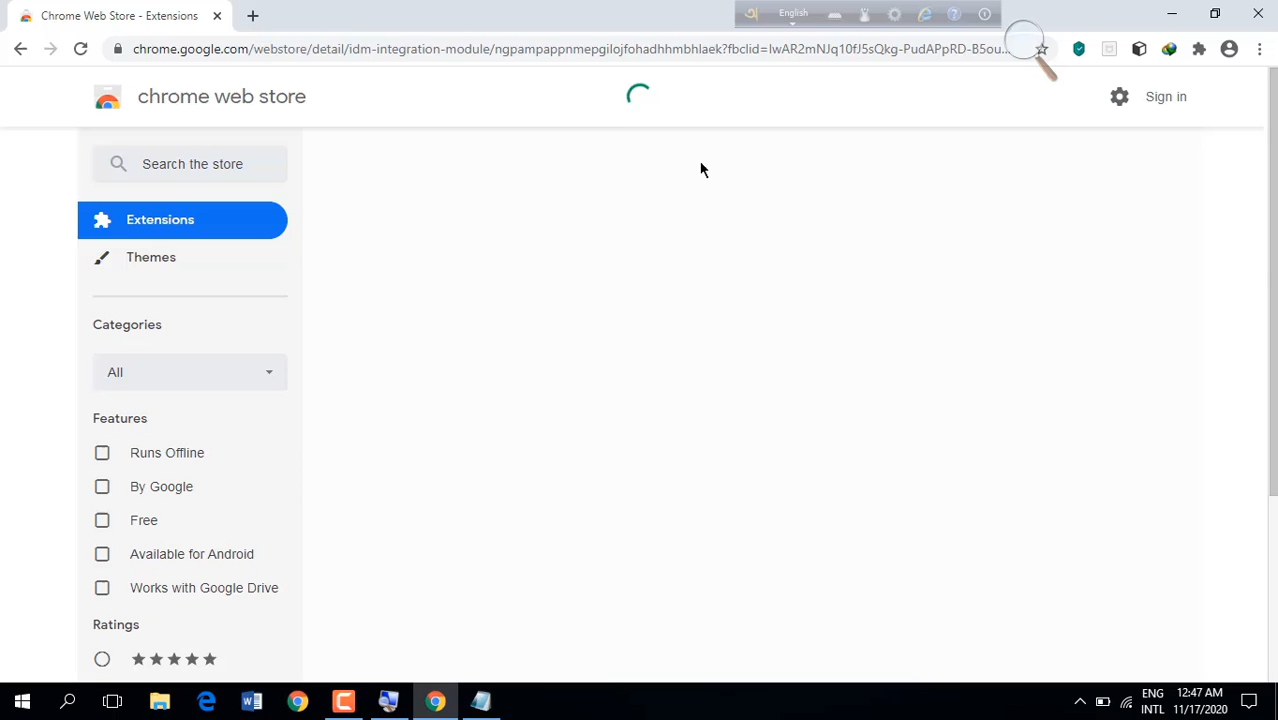 Chrome Web Store - Extensions
English
chrome.google.com/webstore/detail/idm-integration-module/ngpampappnmepgilojfohadhhmbhlaek?fbclid=IwAR2mNJq10fJ5sQkg-PudAPpRD-B5ou...
chrome web store
Sign in
Search the store
Extensions
Themes
Categories
All
Features
Runs Offline
By Google
Free
Available for Android
Works with Google Drive
Ratings
ENG 12:47 AM
INTL 11/17/2020